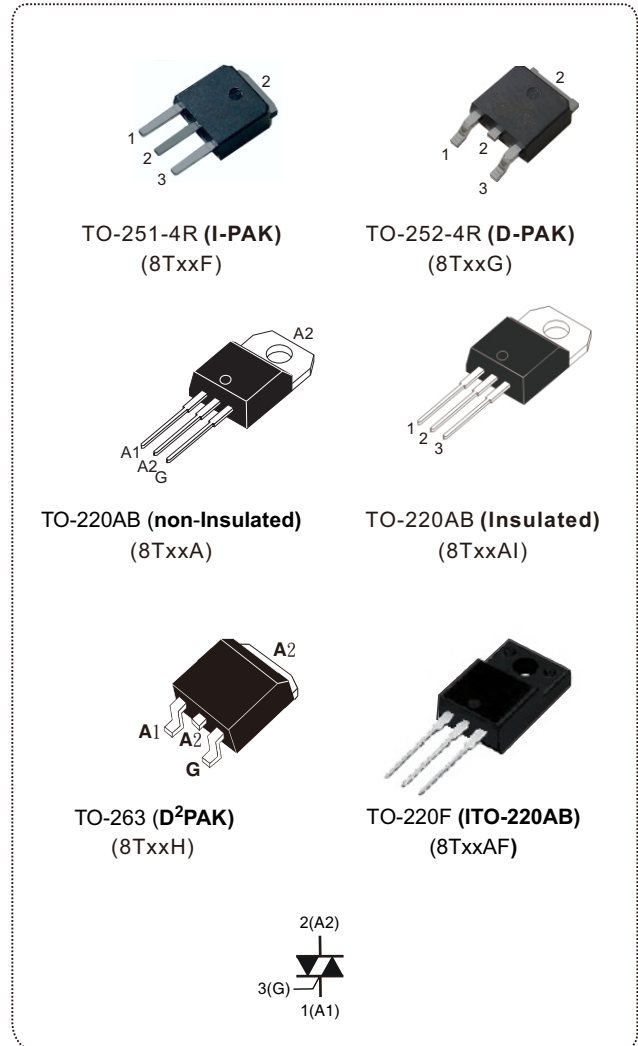 2
1
2
3
2
1
2
3
TO-251-4R (I-PAK)
(8TxxF)
TO-252-4R (D-PAK)
(8TxxG)
A2
A1
A2
G
1
2
3
TO-220AB (non-Insulated)
(8TxxA)
TO-220AB (Insulated)
(8TxxAI)
A2
A1
A2
G
TO-263 (D²PAK)
(8TxxH)
TO-220F (ITO-220AB)
(8TxxAF)
2(A2)
3(G)
1(A1)